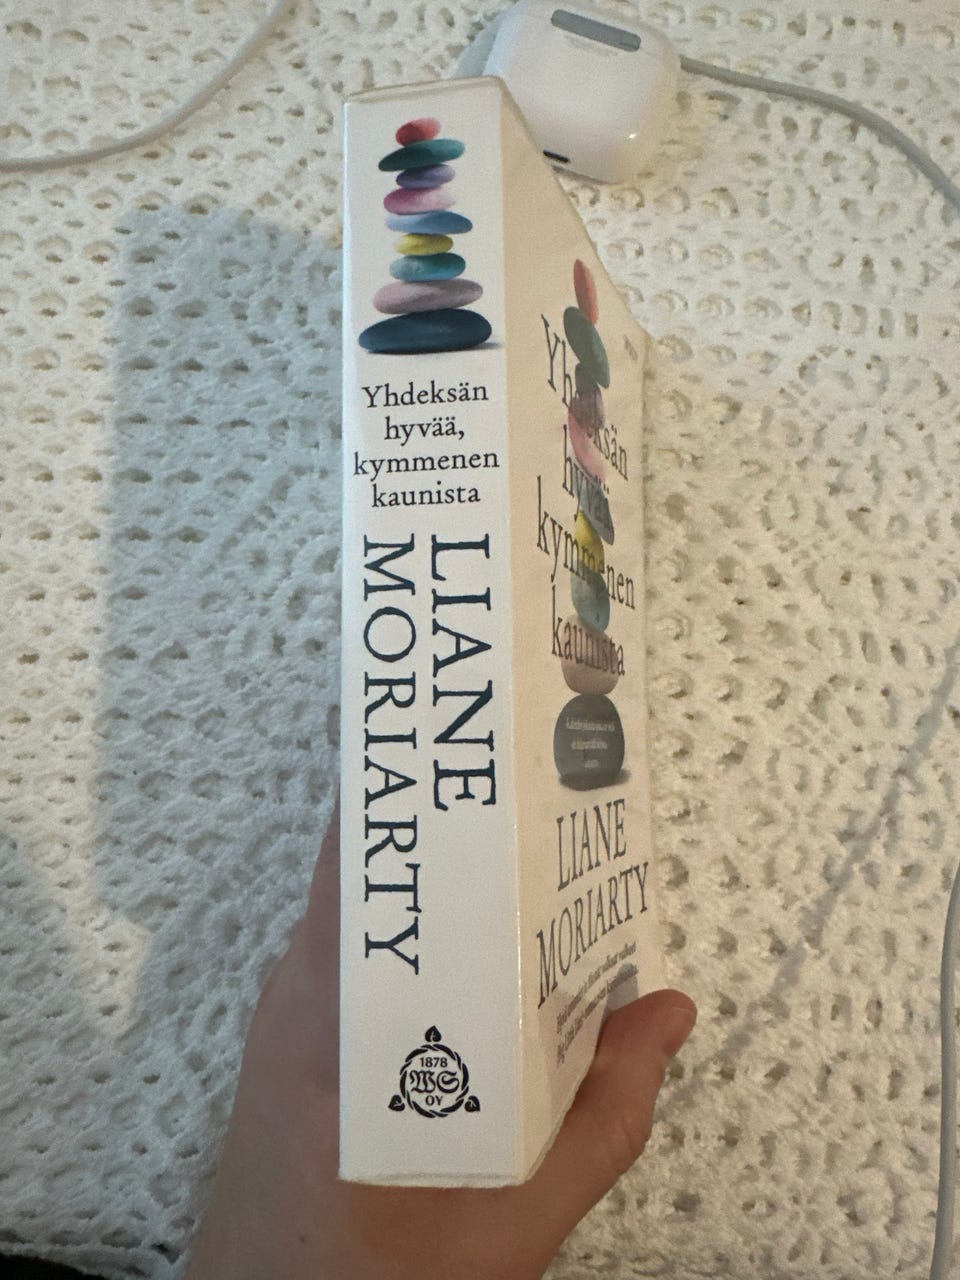 Yhdeksän
hyvää,
kymmenen
kaunista
LIANE
MORIARTY
1878
WS
OY
Yhdeksän
hyvää
kymmenen
kaunista
LIANE
MORIARTY